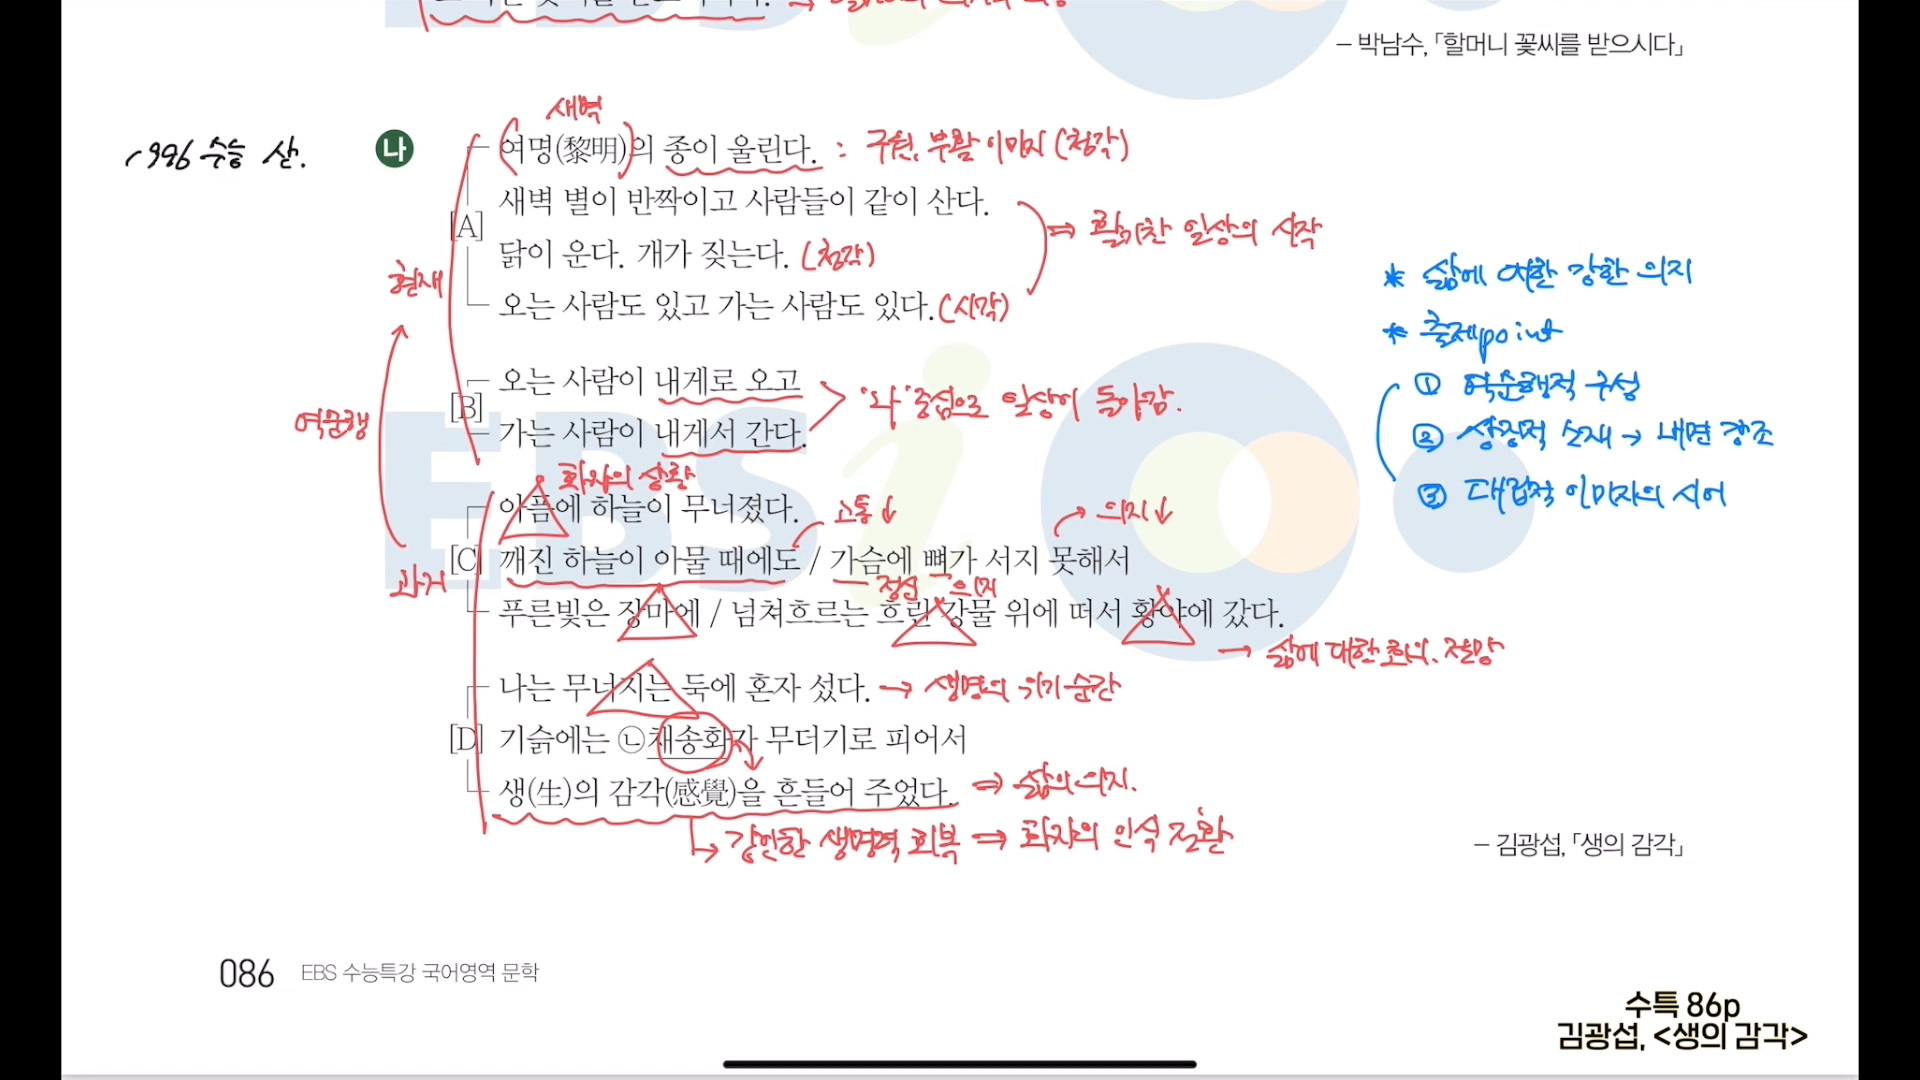 – 박남수, 「할머니 꽃씨를 받으시다」
새벽
1996 수능
나
여명(黎明)의 종이 울린다. : 구원, 부활 이미지 (청각)
새벽 별이 반짝이고 사람들이 같이 산다.
[A]
⇒ 활기찬 일상의 시작
닭이 운다. 개가 짖는다. (청각)
현재
오는 사람도 있고 가는 사람도 있다. (시각)
* 삶에 대한 강한 의지
* 출제point
① 역순행적 구성
② 상징적 소재 → 내면 강조
③ 대립적 이미지의 시어
오는 사람이 내게로 오고
[B]
'나' 중심으로 일상이 돌아감.
역순행
가는 사람이 내게서 간다.
화자의 상황
아픔에 하늘이 무너졌다.
고통↓
의지↓
[C]
깨진 하늘이 아물 때에도 / 가슴에 뼈가 서지 못해서
과거
정신 의지
푸른빛은 장마에 / 넘쳐흐르는 흐린 강물 위에 떠서 황야에 갔다.
→ 삶에 대한 회의. 절망
나는 무너지는 둑에 혼자 섰다. → 생명의 위기 순간
[D]
기슭에는 ㉡채송화가 무더기로 피어서
생(生)의 감각(感覺)을 흔들어 주었다. ⇒ 삶의 의지.
↳ 강인한 생명력 회복 ⇒ 화자의 인식 전환
– 김광섭, 「생의 감각」
086 EBS 수능특강 국어영역 문학
수특 86p
김광섭, <생의 감각>
EBSi